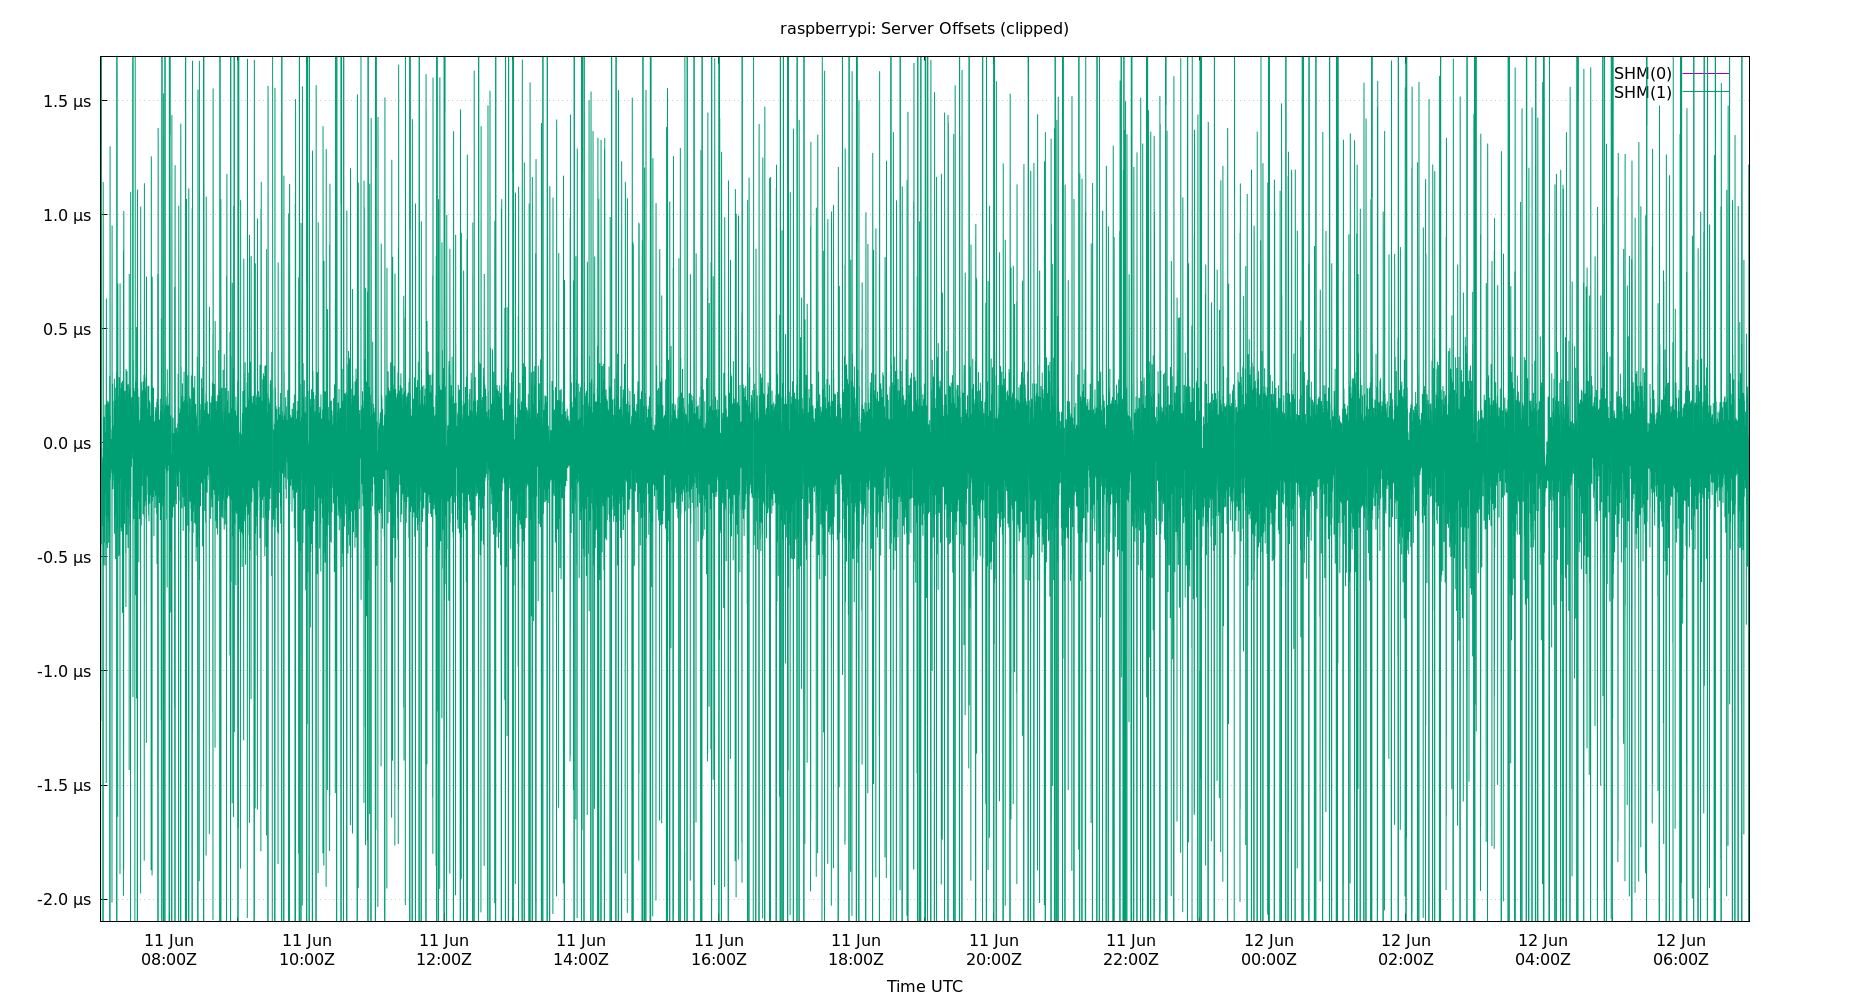 raspberrypi: Server Offsets (clipped)
SHM(0)
SHM(1)
1.5 µs
1.0 µs
0.5 µs
0.0 µs
-0.5 µs
-1.0 µs
-1.5 µs
-2.0 µs
11 Jun 11 Jun 11 Jun 11 Jun 11 Jun 11 Jun 11 Jun 11 Jun 12 Jun 12 Jun 12 Jun 12 Jun
08:00Z 10:00Z 12:00Z 14:00Z 16:00Z 18:00Z 20:00Z 22:00Z 00:00Z 02:00Z 04:00Z 06:00Z
Time UTC